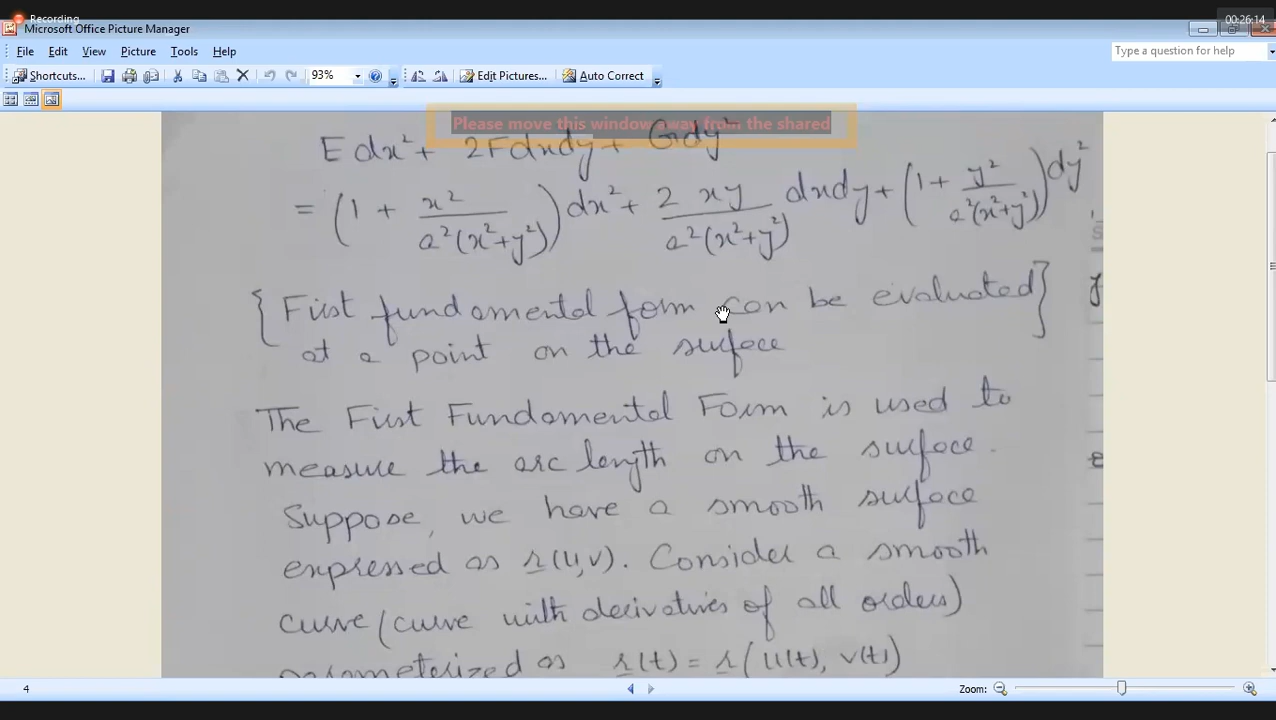 Recording
00:26:14
Microsoft Office Picture Manager
File Edit View Picture Tools Help
Type a question for help
Shortcuts... 93% Edit Pictures... Auto Correct
Please move this window away from the shared
E dx² + 2F dxdy + G dy²
= (1 + x²/a²(x²+y²)) dx² + 2 xy/a²(x²+y²) dxdy + (1 + y²/a²(x²+y²)) dy²
{ First fundamental form can be evaluated
at a point on the surface }
The First Fundamental Form is used to
measure the arc length on the surface.
Suppose, we have a smooth surface
expressed as r(u,v). Consider a smooth
curve (curve with derivatives of all orders)
parameterized as r(t) = r(u(t), v(t))
4
Zoom: